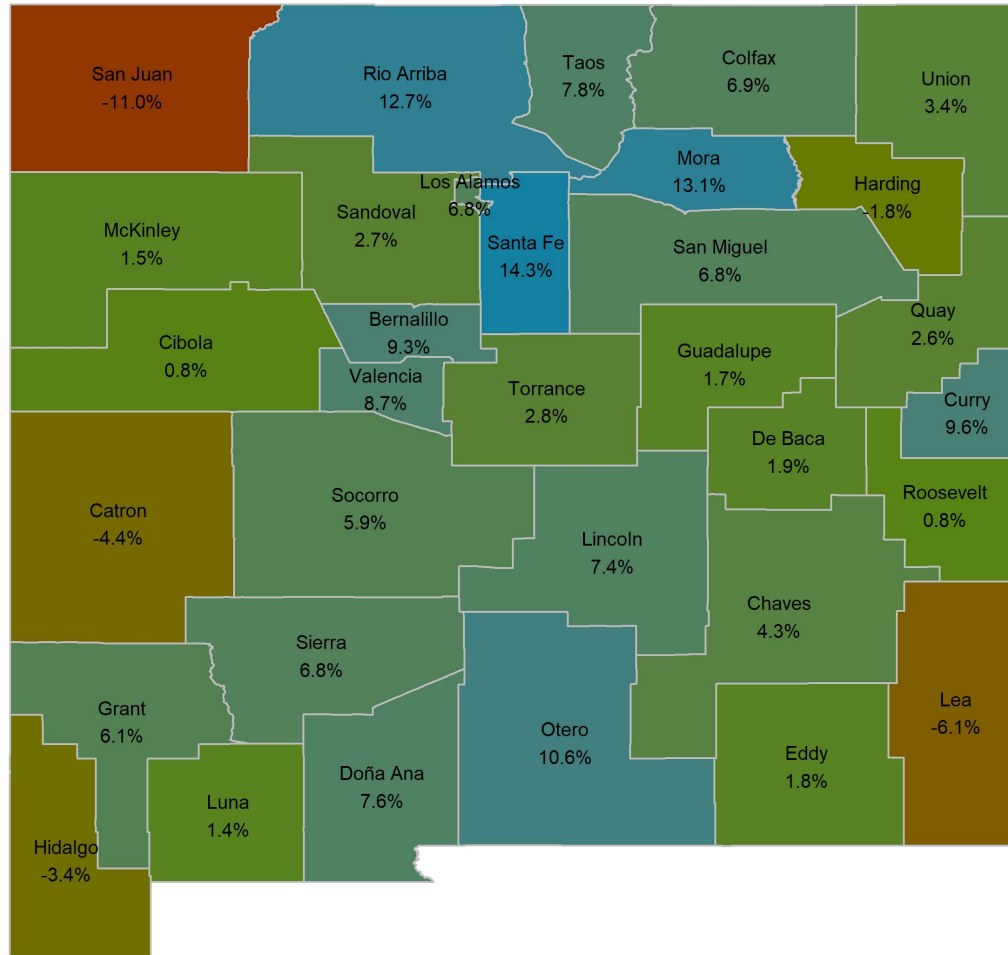 San Juan
-11.0%
Rio Arriba
12.7%
Taos
7.8%
Colfax
6.9%
Union
3.4%
Mora
13.1%
Harding
-1.8%
Los Alamos
6.8%
Sandoval
2.7%
McKinley
1.5%
Santa Fe
14.3%
San Miguel
6.8%
Quay
2.6%
Bernalillo
9.3%
Cibola
0.8%
Valencia
8.7%
Torrance
2.8%
Guadalupe
1.7%
Curry
9.6%
De Baca
1.9%
Roosevelt
0.8%
Catron
-4.4%
Socorro
5.9%
Lincoln
7.4%
Chaves
4.3%
Sierra
6.8%
Grant
6.1%
Otero
10.6%
Lea
-6.1%
Eddy
1.8%
Doña Ana
7.6%
Luna
1.4%
Hidalgo
-3.4%